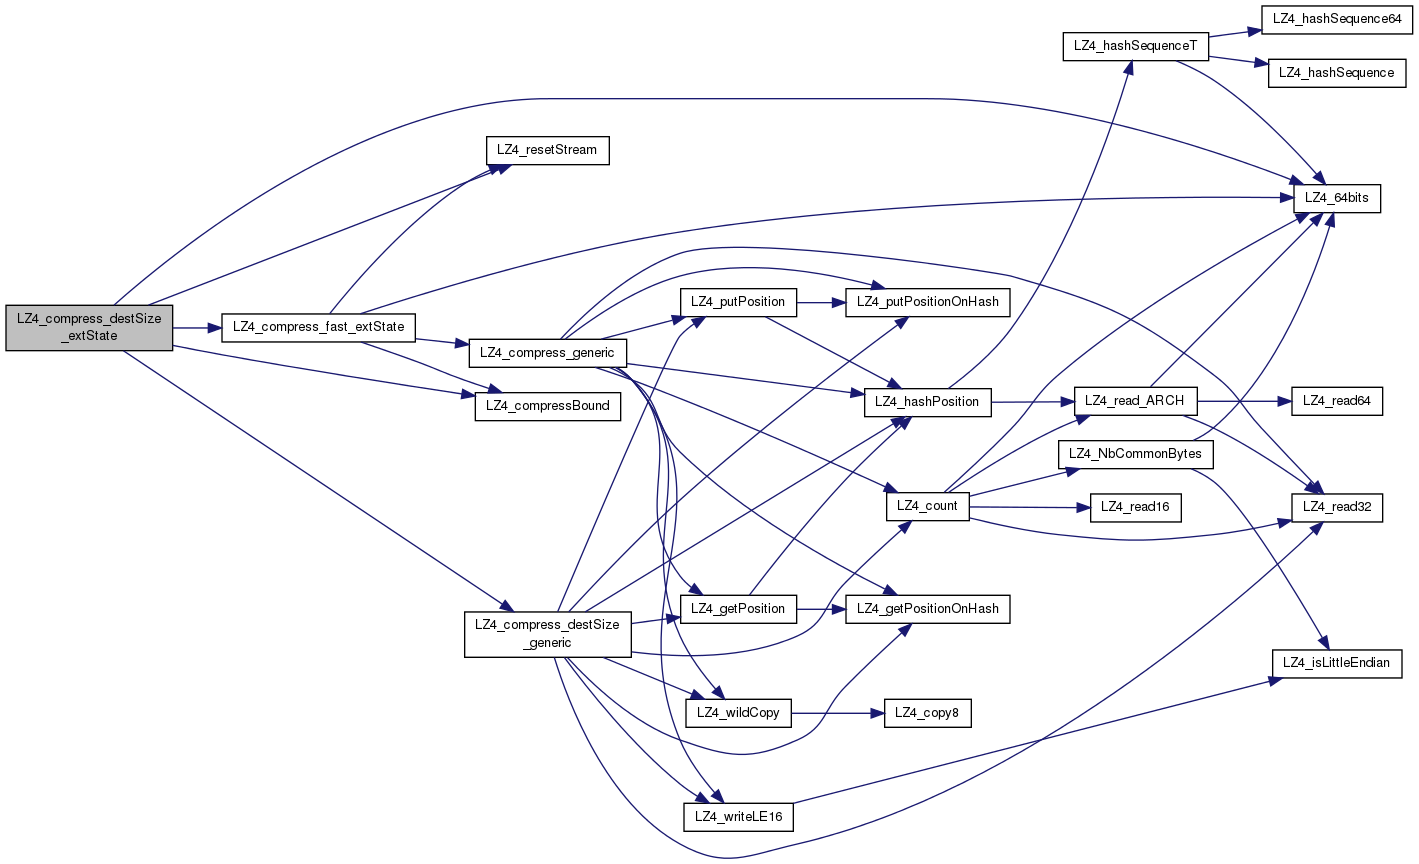 LZ4_hashSequence64
LZ4_hashSequenceT
LZ4_hashSequence
LZ4_resetStream
LZ4_64bits
LZ4_compress_destSize
_extState
LZ4_compress_fast_extState
LZ4_putPosition
LZ4_putPositionOnHash
LZ4_compress_generic
LZ4_compressBound
LZ4_hashPosition
LZ4_read_ARCH
LZ4_read64
LZ4_NbCommonBytes
LZ4_count
LZ4_read16
LZ4_read32
LZ4_compress_destSize
_generic
LZ4_getPosition
LZ4_getPositionOnHash
LZ4_isLittleEndian
LZ4_wildCopy
LZ4_copy8
LZ4_writeLE16